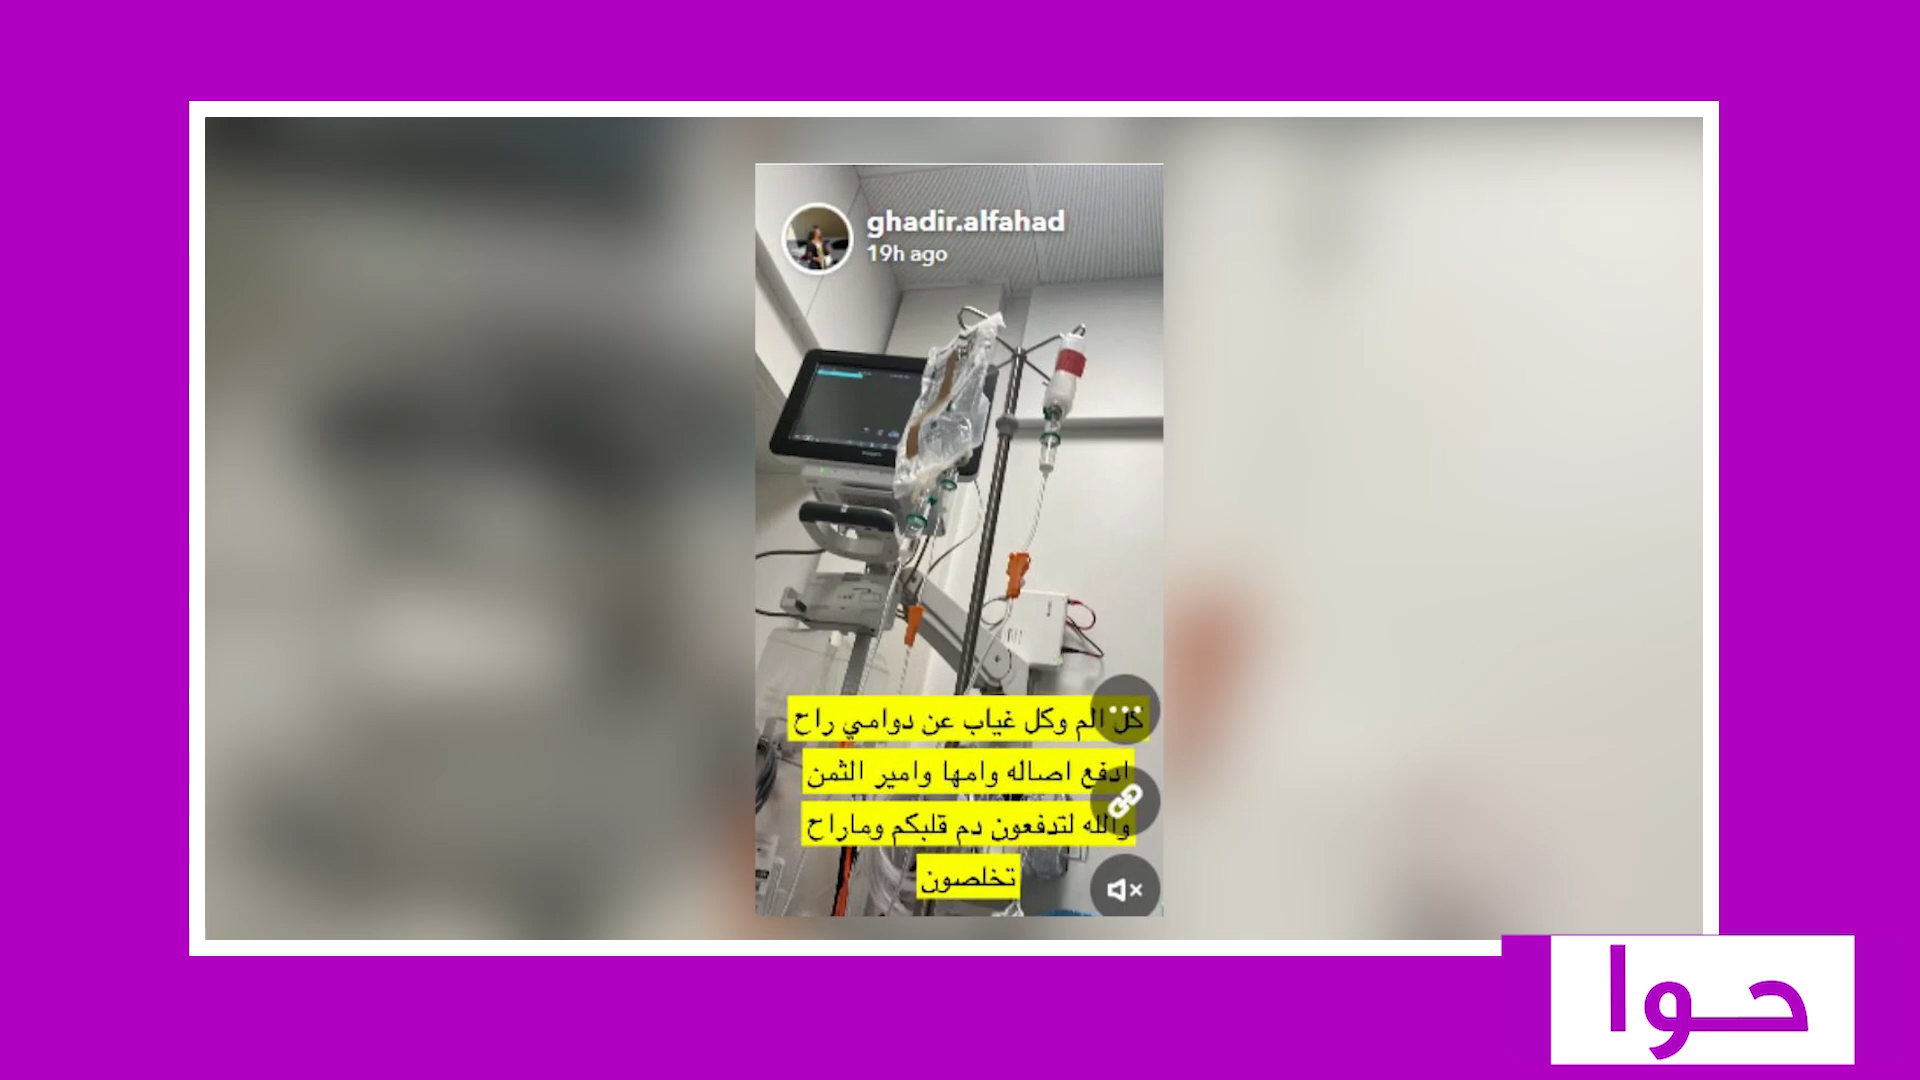 ghadir.alfahad
19h ago
كل الم وكل غياب عن دوامي راح
ادفع اصاله وامها وامير الثمن
والله لتدفعون دم قلبكم وماراح
تخلصون
حوا